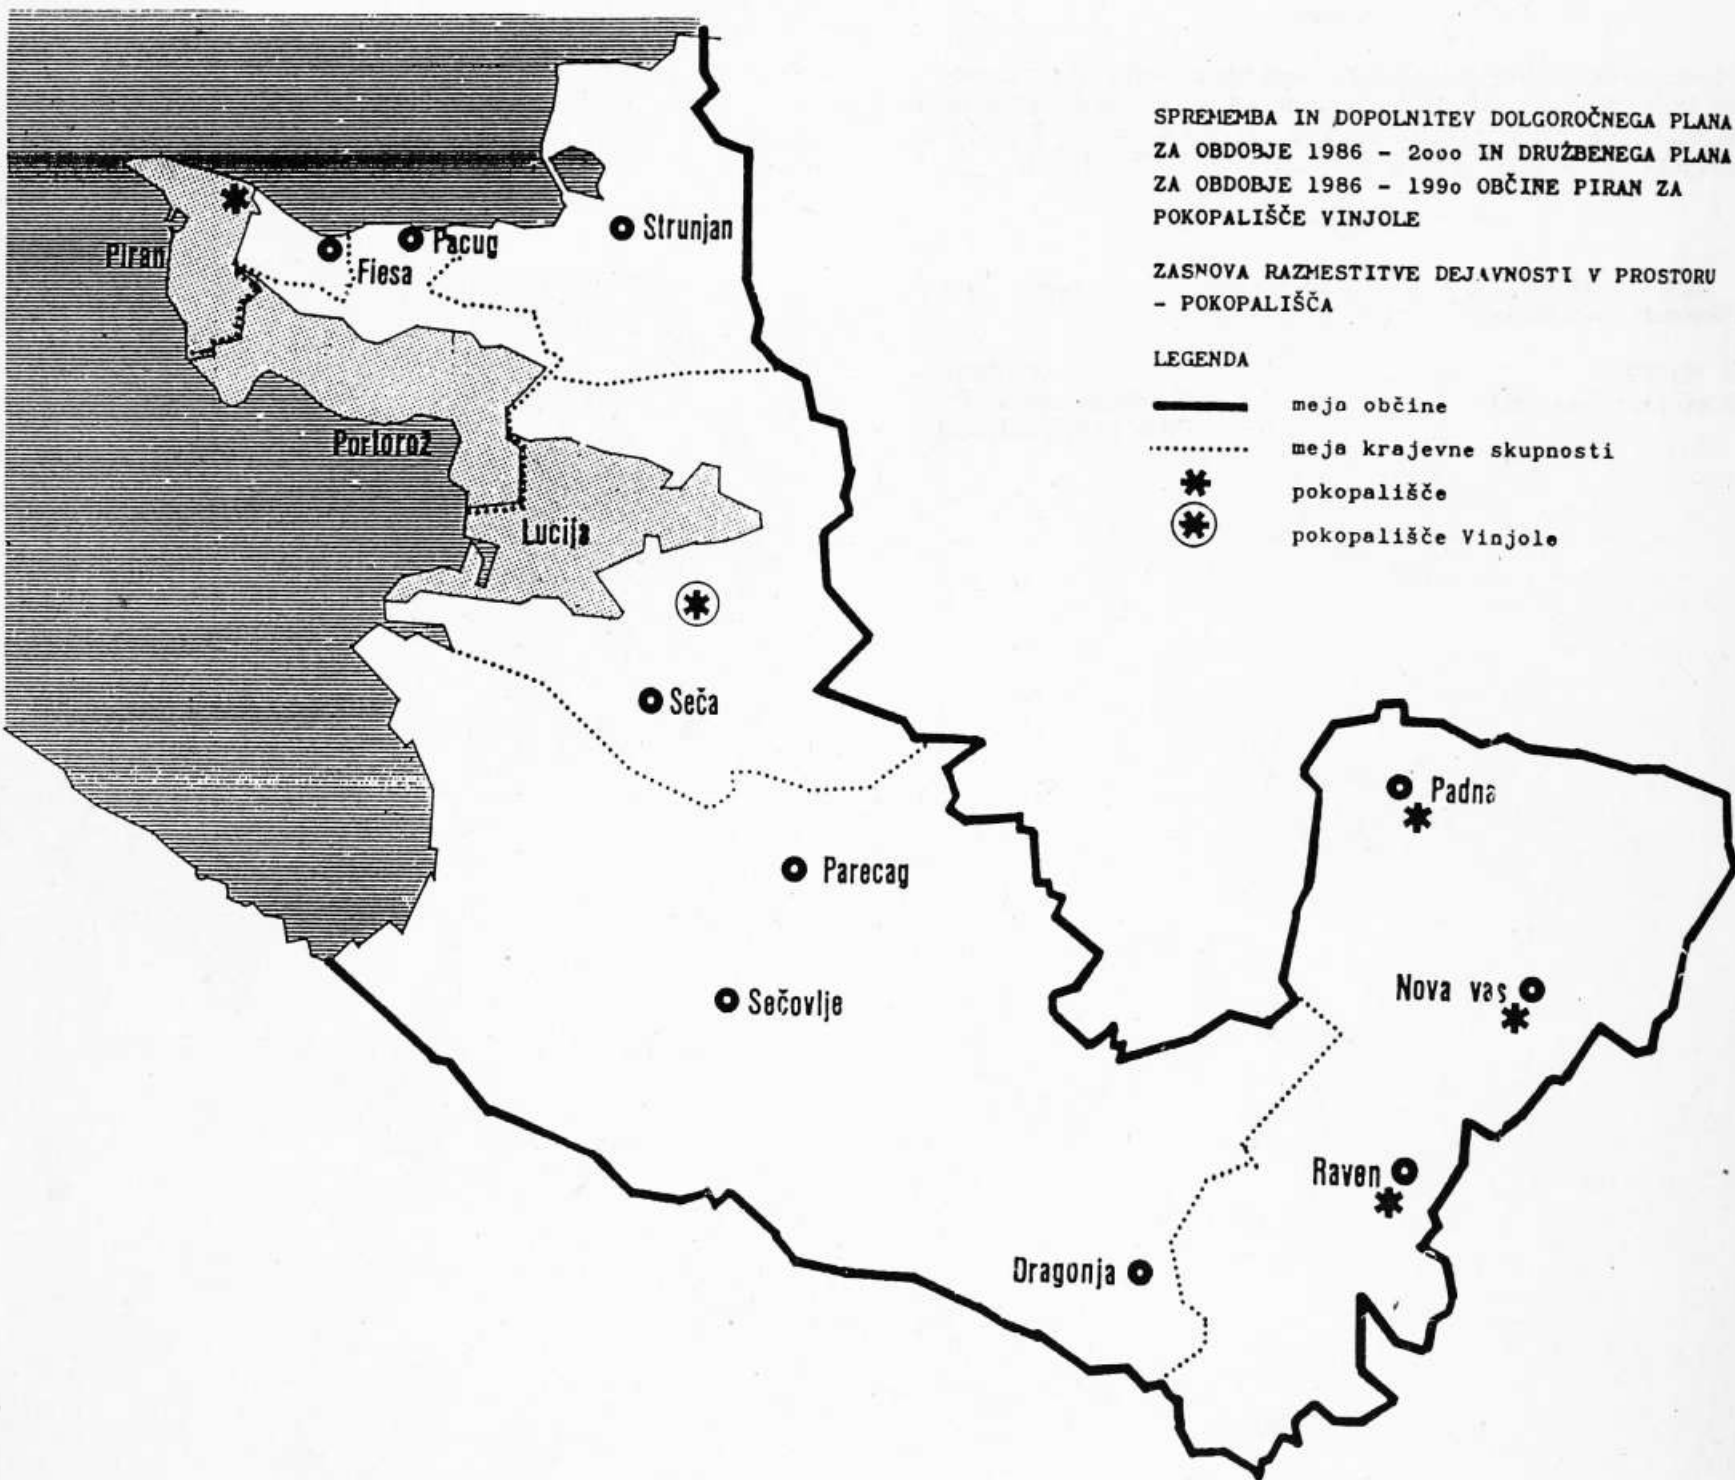 SPREMEMBA IN DOPOLNITEV DOLGOROČNEGA PLANA
ZA OBDOBJE 1986 - 2ooo IN DRUŽBENEGA PLANA
ZA OBDOBJE 1986 - 199o OBČINE PIRAN ZA
POKOPALIŠČE VINJOLE
ZASNOVA RAZMESTITVE DEJAVNOSTI V PROSTORU
- POKOPALIŠČA
LEGENDA
meja občine
meja krajevne skupnosti
pokopališče
pokopališče Vinjole
Piran
Fiesa
Pacug
Strunjan
Portorož
Lucija
Seča
Padna
Parecag
Nova vas
Sečovlje
Raven
Dragonja